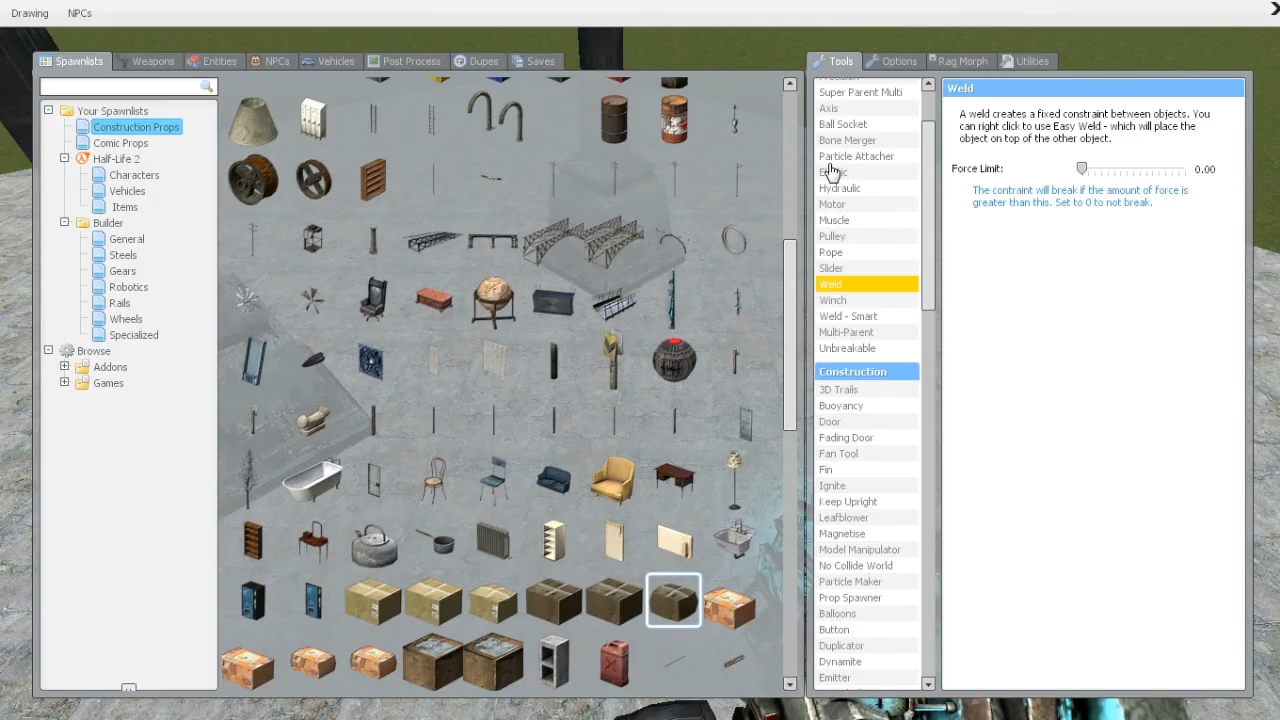 Drawing NPCs
Spawnlists Weapons Entities NPCs Vehicles Post Process Dupes Saves
Your Spawnlists
Construction Props
Comic Props
Half-Life 2
Characters
Vehicles
Items
Builder
General
Steels
Gears
Robotics
Rails
Wheels
Specialized
Browse
Addons
Games
Tools Options Rag Morph Utilities
Super Parent Multi
Axis
Ball Socket
Bone Merger
Particle Attacher
Hydraulic
Motor
Muscle
Pulley
Rope
Slider
Weld
Winch
Weld - Smart
Multi-Parent
Unbreakable
Construction
3D Trails
Buoyancy
Door
Fading Door
Fan Tool
Fin
Ignite
Keep Upright
Leafblower
Magnetise
Model Manipulator
No Collide World
Particle Maker
Prop Spawner
Balloons
Button
Duplicator
Dynamite
Emitter
Weld
A weld creates a fixed constraint between objects. You
can right click to use Easy Weld - which will place the
object on top of the other object.
Force Limit: 0.00
The contraint will break if the amount of force is
greater than this. Set to 0 to not break.